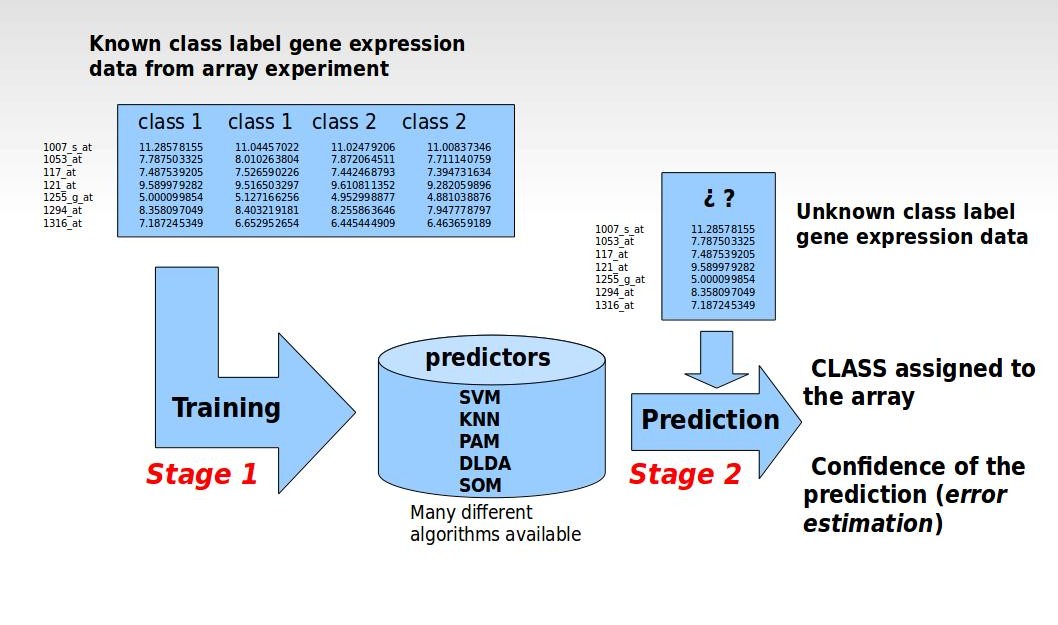 Known class label gene expression
data from array experiment
class 1 class 1 class 2 class 2
1007_s_at 11.28578155 11.04457022 11.02479206 11.00837346
1053_at 7.787503325 8.010263804 7.872064511 7.711140759
117_at 7.487539205 7.526590226 7.442468793 7.394731634
121_at 9.589979282 9.516503297 9.610811352 9.282059896
1255_g_at 5.000099854 5.127166256 4.952998877 4.881038876
1294_at 8.358097049 8.403219181 8.255863646 7.947778797
1316_at 7.187245349 6.652952654 6.445444909 6.463659189
¿ ?
1007_s_at 11.28578155
1053_at 7.787503325
117_at 7.487539205
121_at 9.589979282
1255_g_at 5.000099854
1294_at 8.358097049
1316_at 7.187245349
Unknown class label
gene expression data
Training
Stage 1
predictors
SVM
KNN
PAM
DLDA
SOM
Many different
algorithms available
Prediction
Stage 2
CLASS assigned to
the array
Confidence of the
prediction (error
estimation)